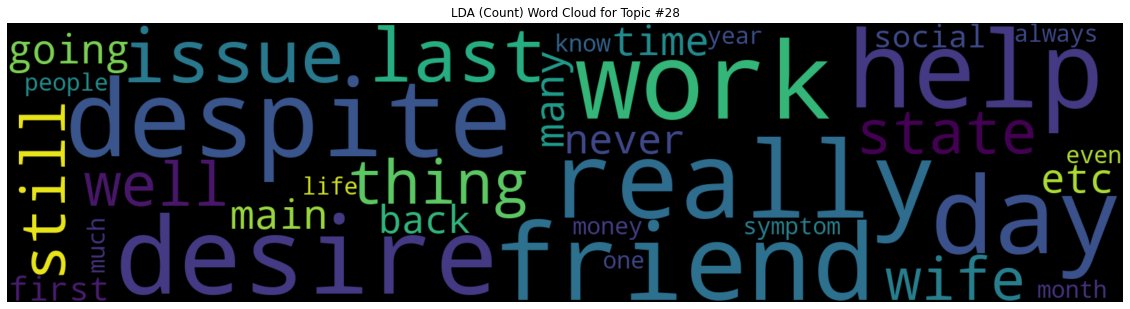 LDA (Count) Word Cloud for Topic #28
going
issue
last
know
time
year
social
always
people
despite
many
work
help
still
never
state
even
well
life
thing
really
etc
main
back
day
much
desire
friend
money
symptom
one
wife
first
month